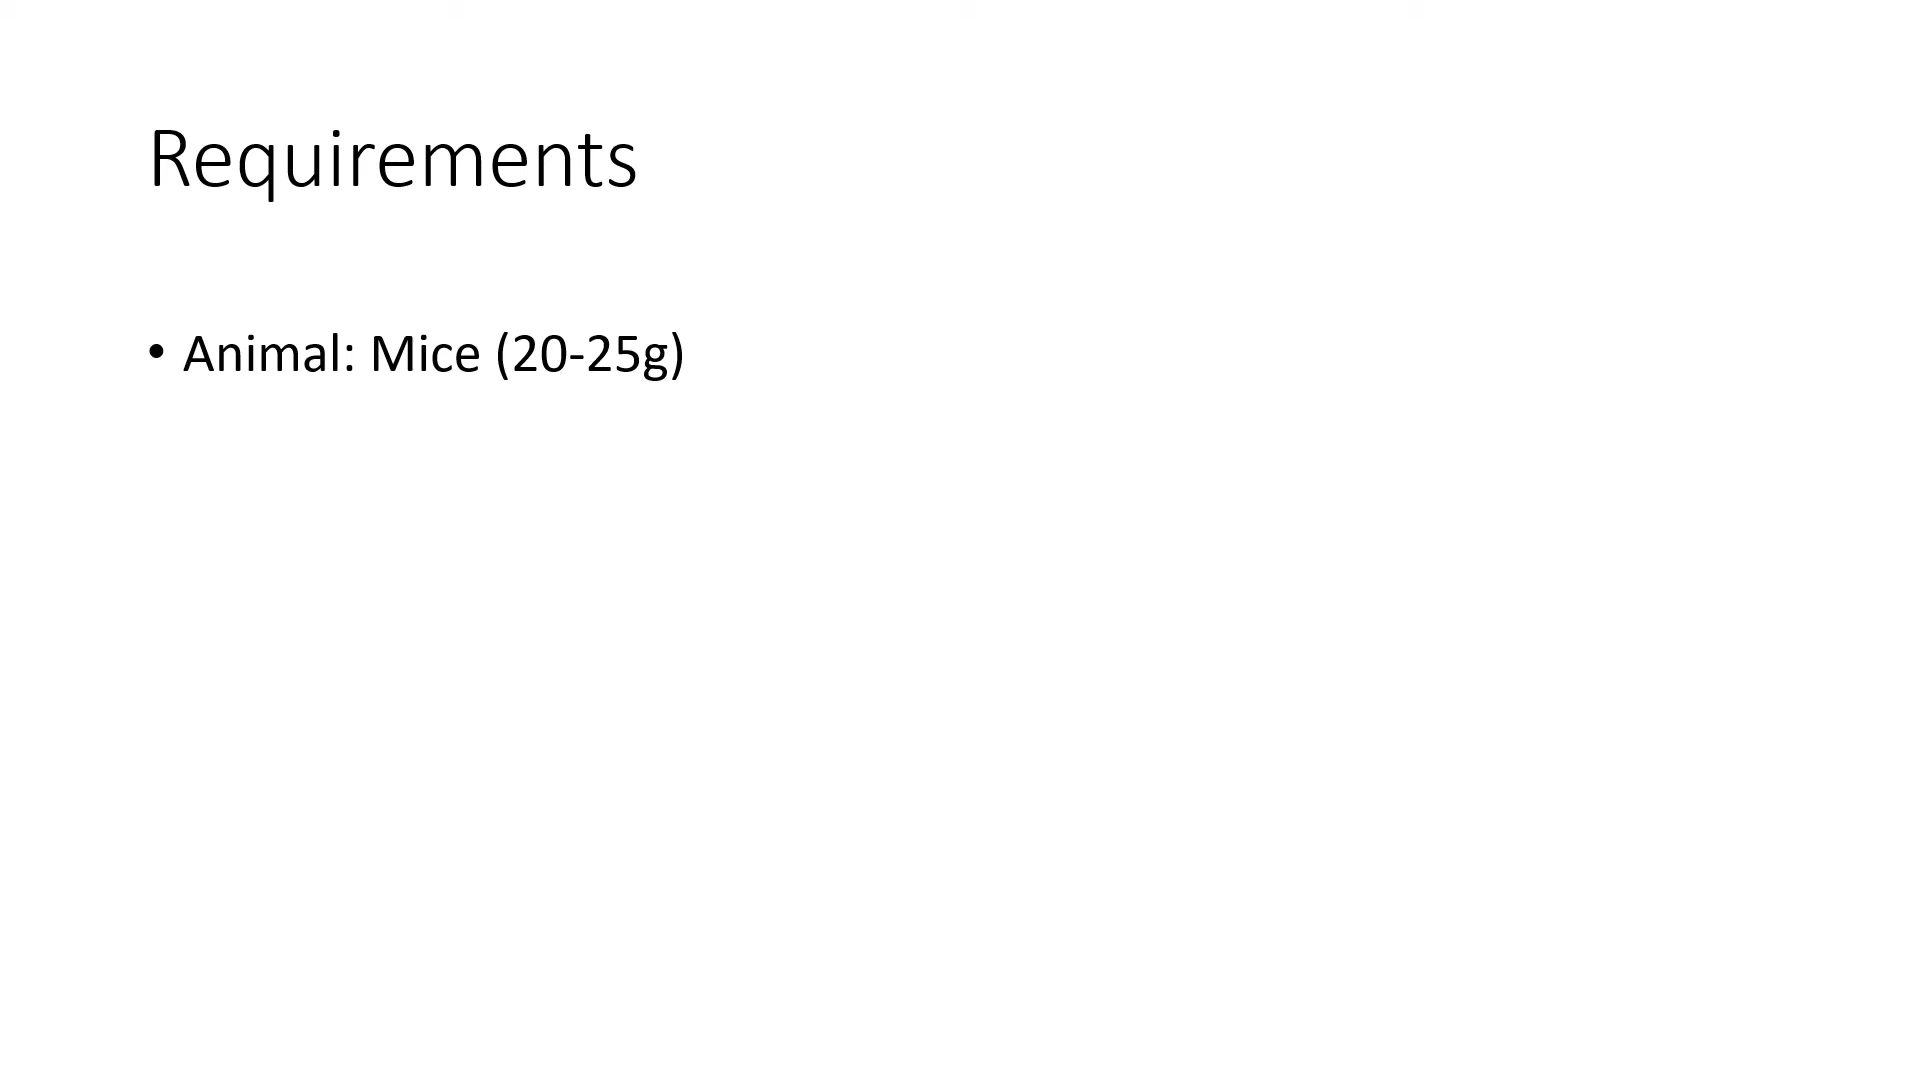 Requirements
• Animal: Mice (20-25g)